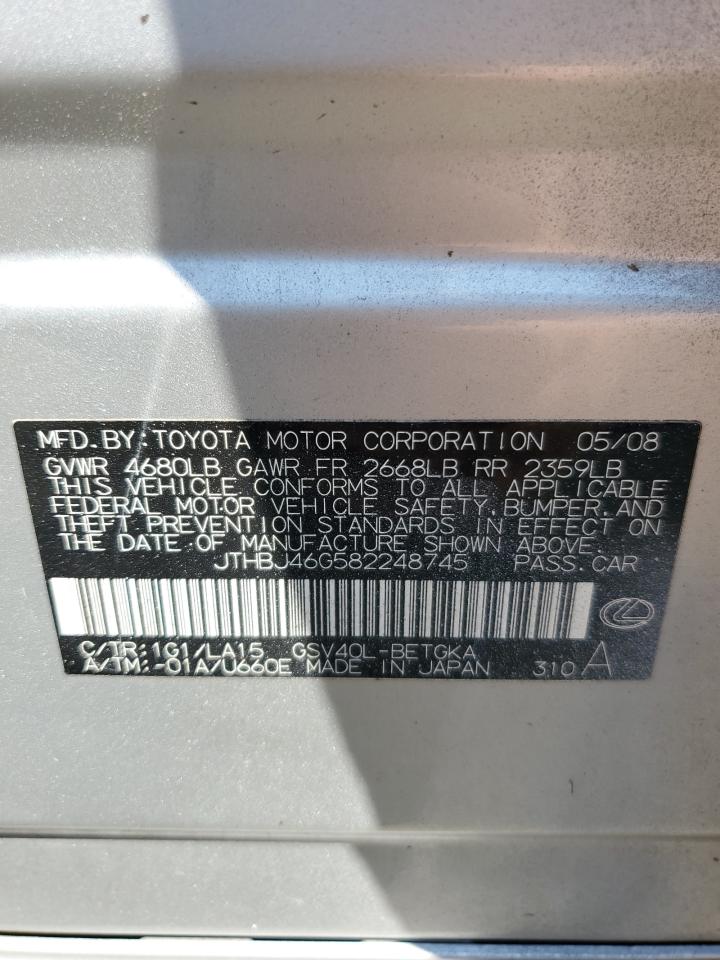 MFD. BY: TOYOTA MOTOR CORPORATION 05/08
GVWR 4680LB GAWR FR 2668LB RR 2359LB
THIS VEHICLE CONFORMS TO ALL APPLICABLE
FEDERAL MOTOR VEHICLE SAFETY, BUMPER, AND
THEFT PREVENTION STANDARDS IN EFFECT ON
THE DATE OF MANUFACTURE SHOWN ABOVE.
JTHBJ46G582248745 PASS. CAR
C/TR: 1G1/LA15 GSV40L-BETGKA
A/TM: -01A/U660E MADE IN JAPAN 310 A